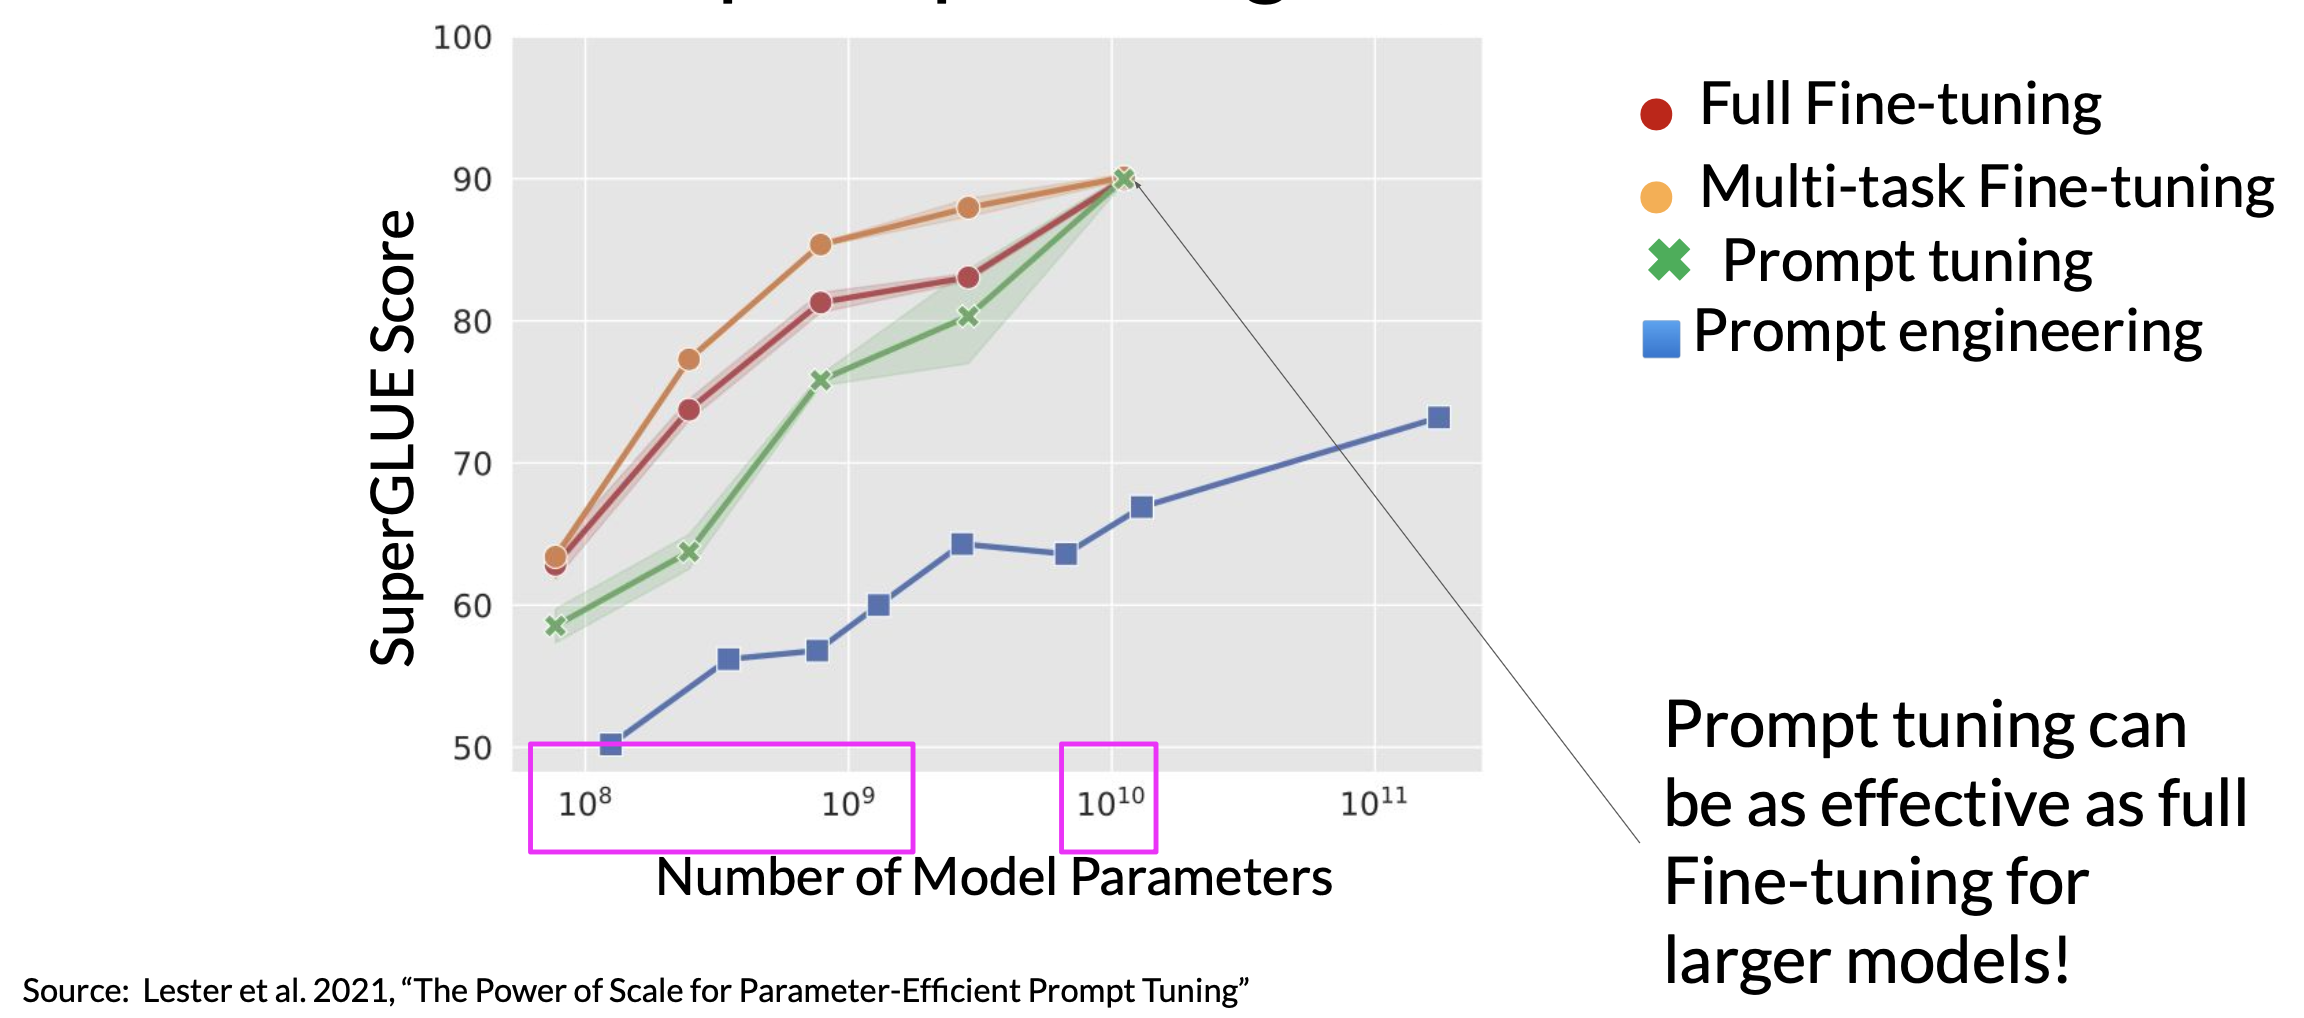 100
90
80
70
60
50
SuperGLUE Score
10⁸
10⁹
10¹⁰
10¹¹
Number of Model Parameters
Full Fine-tuning
Multi-task Fine-tuning
Prompt tuning
Prompt engineering
Prompt tuning can
be as effective as full
Fine-tuning for
larger models!
Source: Lester et al. 2021, “The Power of Scale for Parameter-Efficient Prompt Tuning”